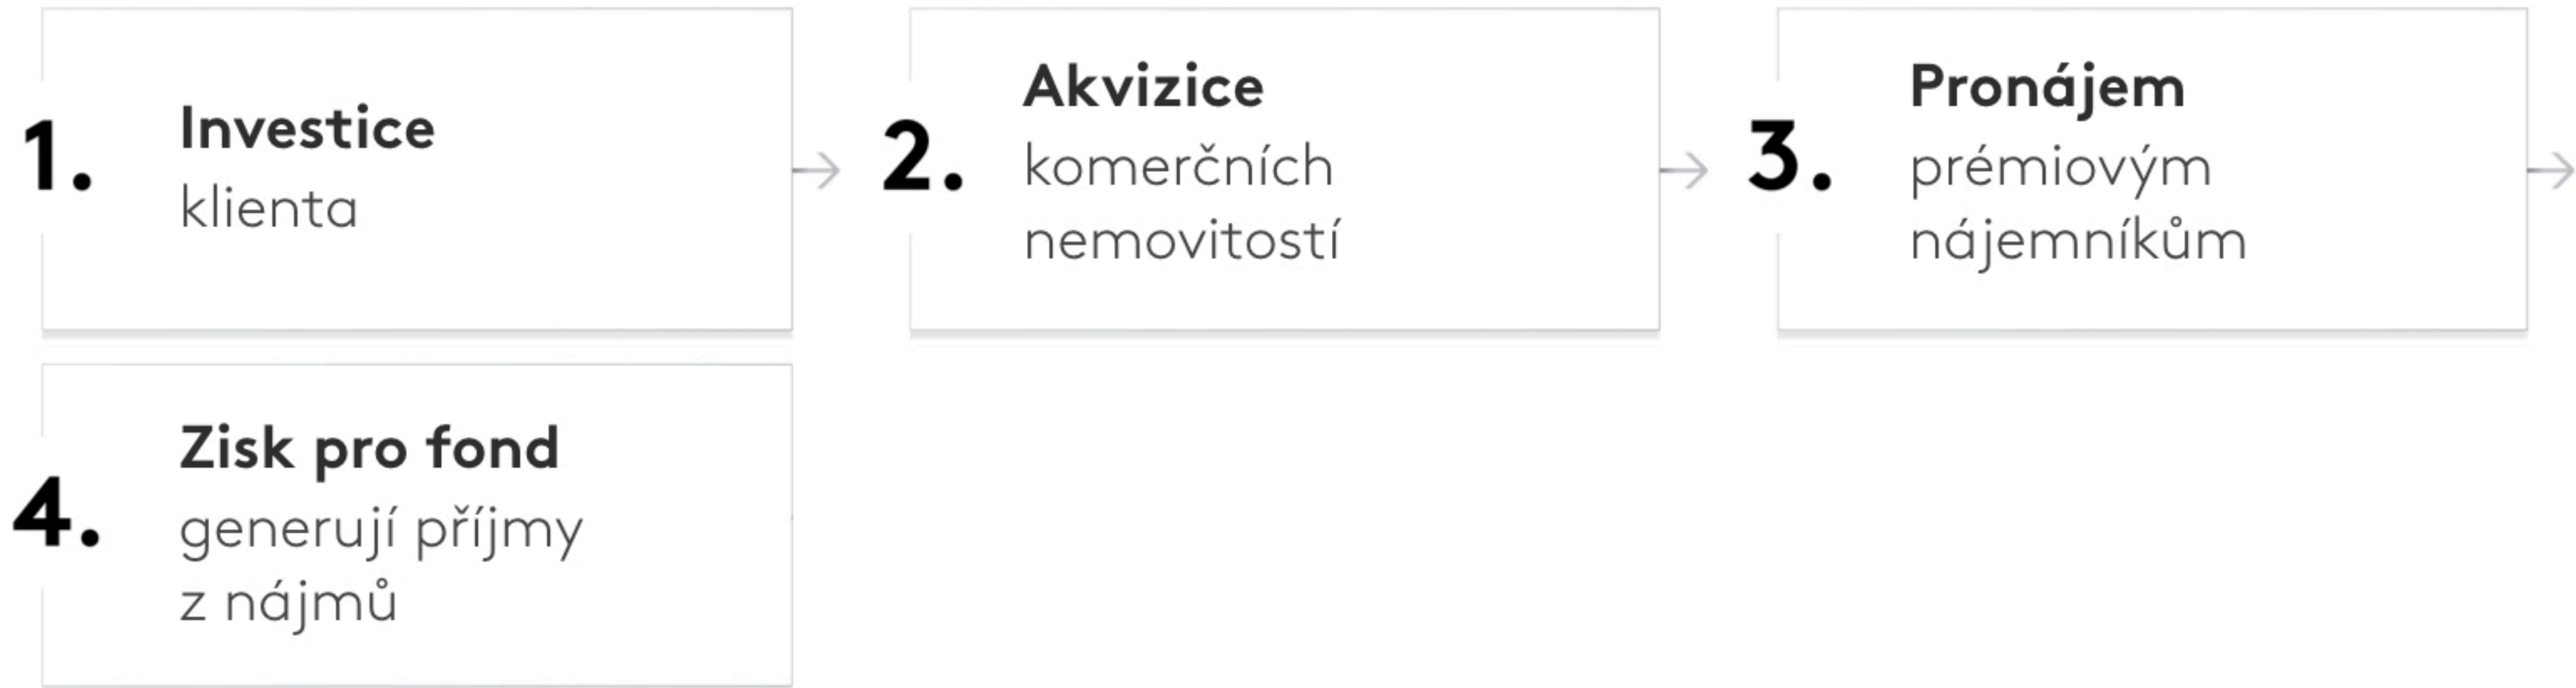 1.
Investice
klienta
2.
Akvizice
komerčních
nemovitostí
3.
Pronájem
prémiovým
nájemníkům
4.
Zisk pro fond
generují příjmy
z nájmů